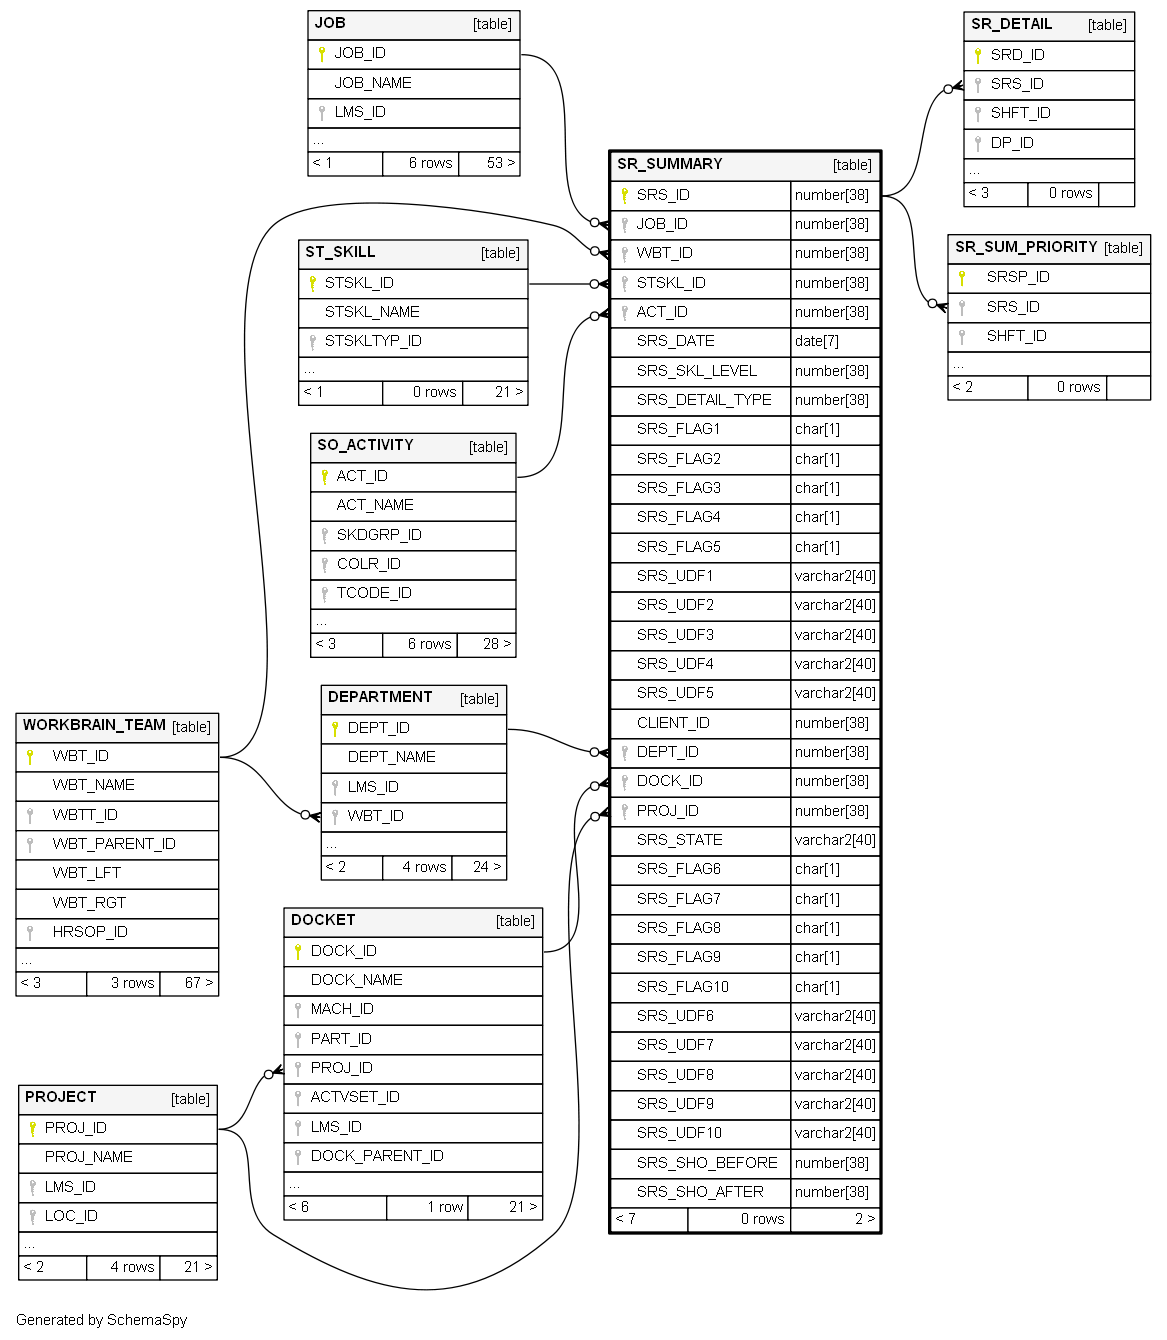 JOB [table]
JOB_ID
JOB_NAME
LMS_ID
...
< 1 6 rows 53 >
SR_DETAIL [table]
SRD_ID
SRS_ID
SHFT_ID
DP_ID
...
< 3 0 rows
SR_SUM_PRIORITY [table]
SRSP_ID
SRS_ID
SHFT_ID
...
< 2 0 rows
ST_SKILL [table]
STSKL_ID
STSKL_NAME
STSKLTYP_ID
...
< 1 0 rows 21 >
SO_ACTIVITY [table]
ACT_ID
ACT_NAME
SKDGRP_ID
COLR_ID
TCODE_ID
...
< 3 6 rows 28 >
SR_SUMMARY [table]
SRS_ID number[38]
JOB_ID number[38]
WBT_ID number[38]
STSKL_ID number[38]
ACT_ID number[38]
SRS_DATE date[7]
SRS_SKL_LEVEL number[38]
SRS_DETAIL_TYPE number[38]
SRS_FLAG1 char[1]
SRS_FLAG2 char[1]
SRS_FLAG3 char[1]
SRS_FLAG4 char[1]
SRS_FLAG5 char[1]
SRS_UDF1 varchar2[40]
SRS_UDF2 varchar2[40]
SRS_UDF3 varchar2[40]
SRS_UDF4 varchar2[40]
SRS_UDF5 varchar2[40]
CLIENT_ID number[38]
DEPT_ID number[38]
DOCK_ID number[38]
PROJ_ID number[38]
SRS_STATE varchar2[40]
SRS_FLAG6 char[1]
SRS_FLAG7 char[1]
SRS_FLAG8 char[1]
SRS_FLAG9 char[1]
SRS_FLAG10 char[1]
SRS_UDF6 varchar2[40]
SRS_UDF7 varchar2[40]
SRS_UDF8 varchar2[40]
SRS_UDF9 varchar2[40]
SRS_UDF10 varchar2[40]
SRS_SHO_BEFORE number[38]
SRS_SHO_AFTER number[38]
< 7 0 rows 2 >
WORKBRAIN_TEAM [table]
WBT_ID
WBT_NAME
WBTT_ID
WBT_PARENT_ID
WBT_LFT
WBT_RGT
HRSOP_ID
...
< 3 3 rows 67 >
DEPARTMENT [table]
DEPT_ID
DEPT_NAME
LMS_ID
WBT_ID
...
< 2 4 rows 24 >
DOCKET [table]
DOCK_ID
DOCK_NAME
MACH_ID
PART_ID
PROJ_ID
ACTVSET_ID
LMS_ID
DOCK_PARENT_ID
...
< 6 1 row 21 >
PROJECT [table]
PROJ_ID
PROJ_NAME
LMS_ID
LOC_ID
...
< 2 4 rows 21 >
Generated by SchemaSpy